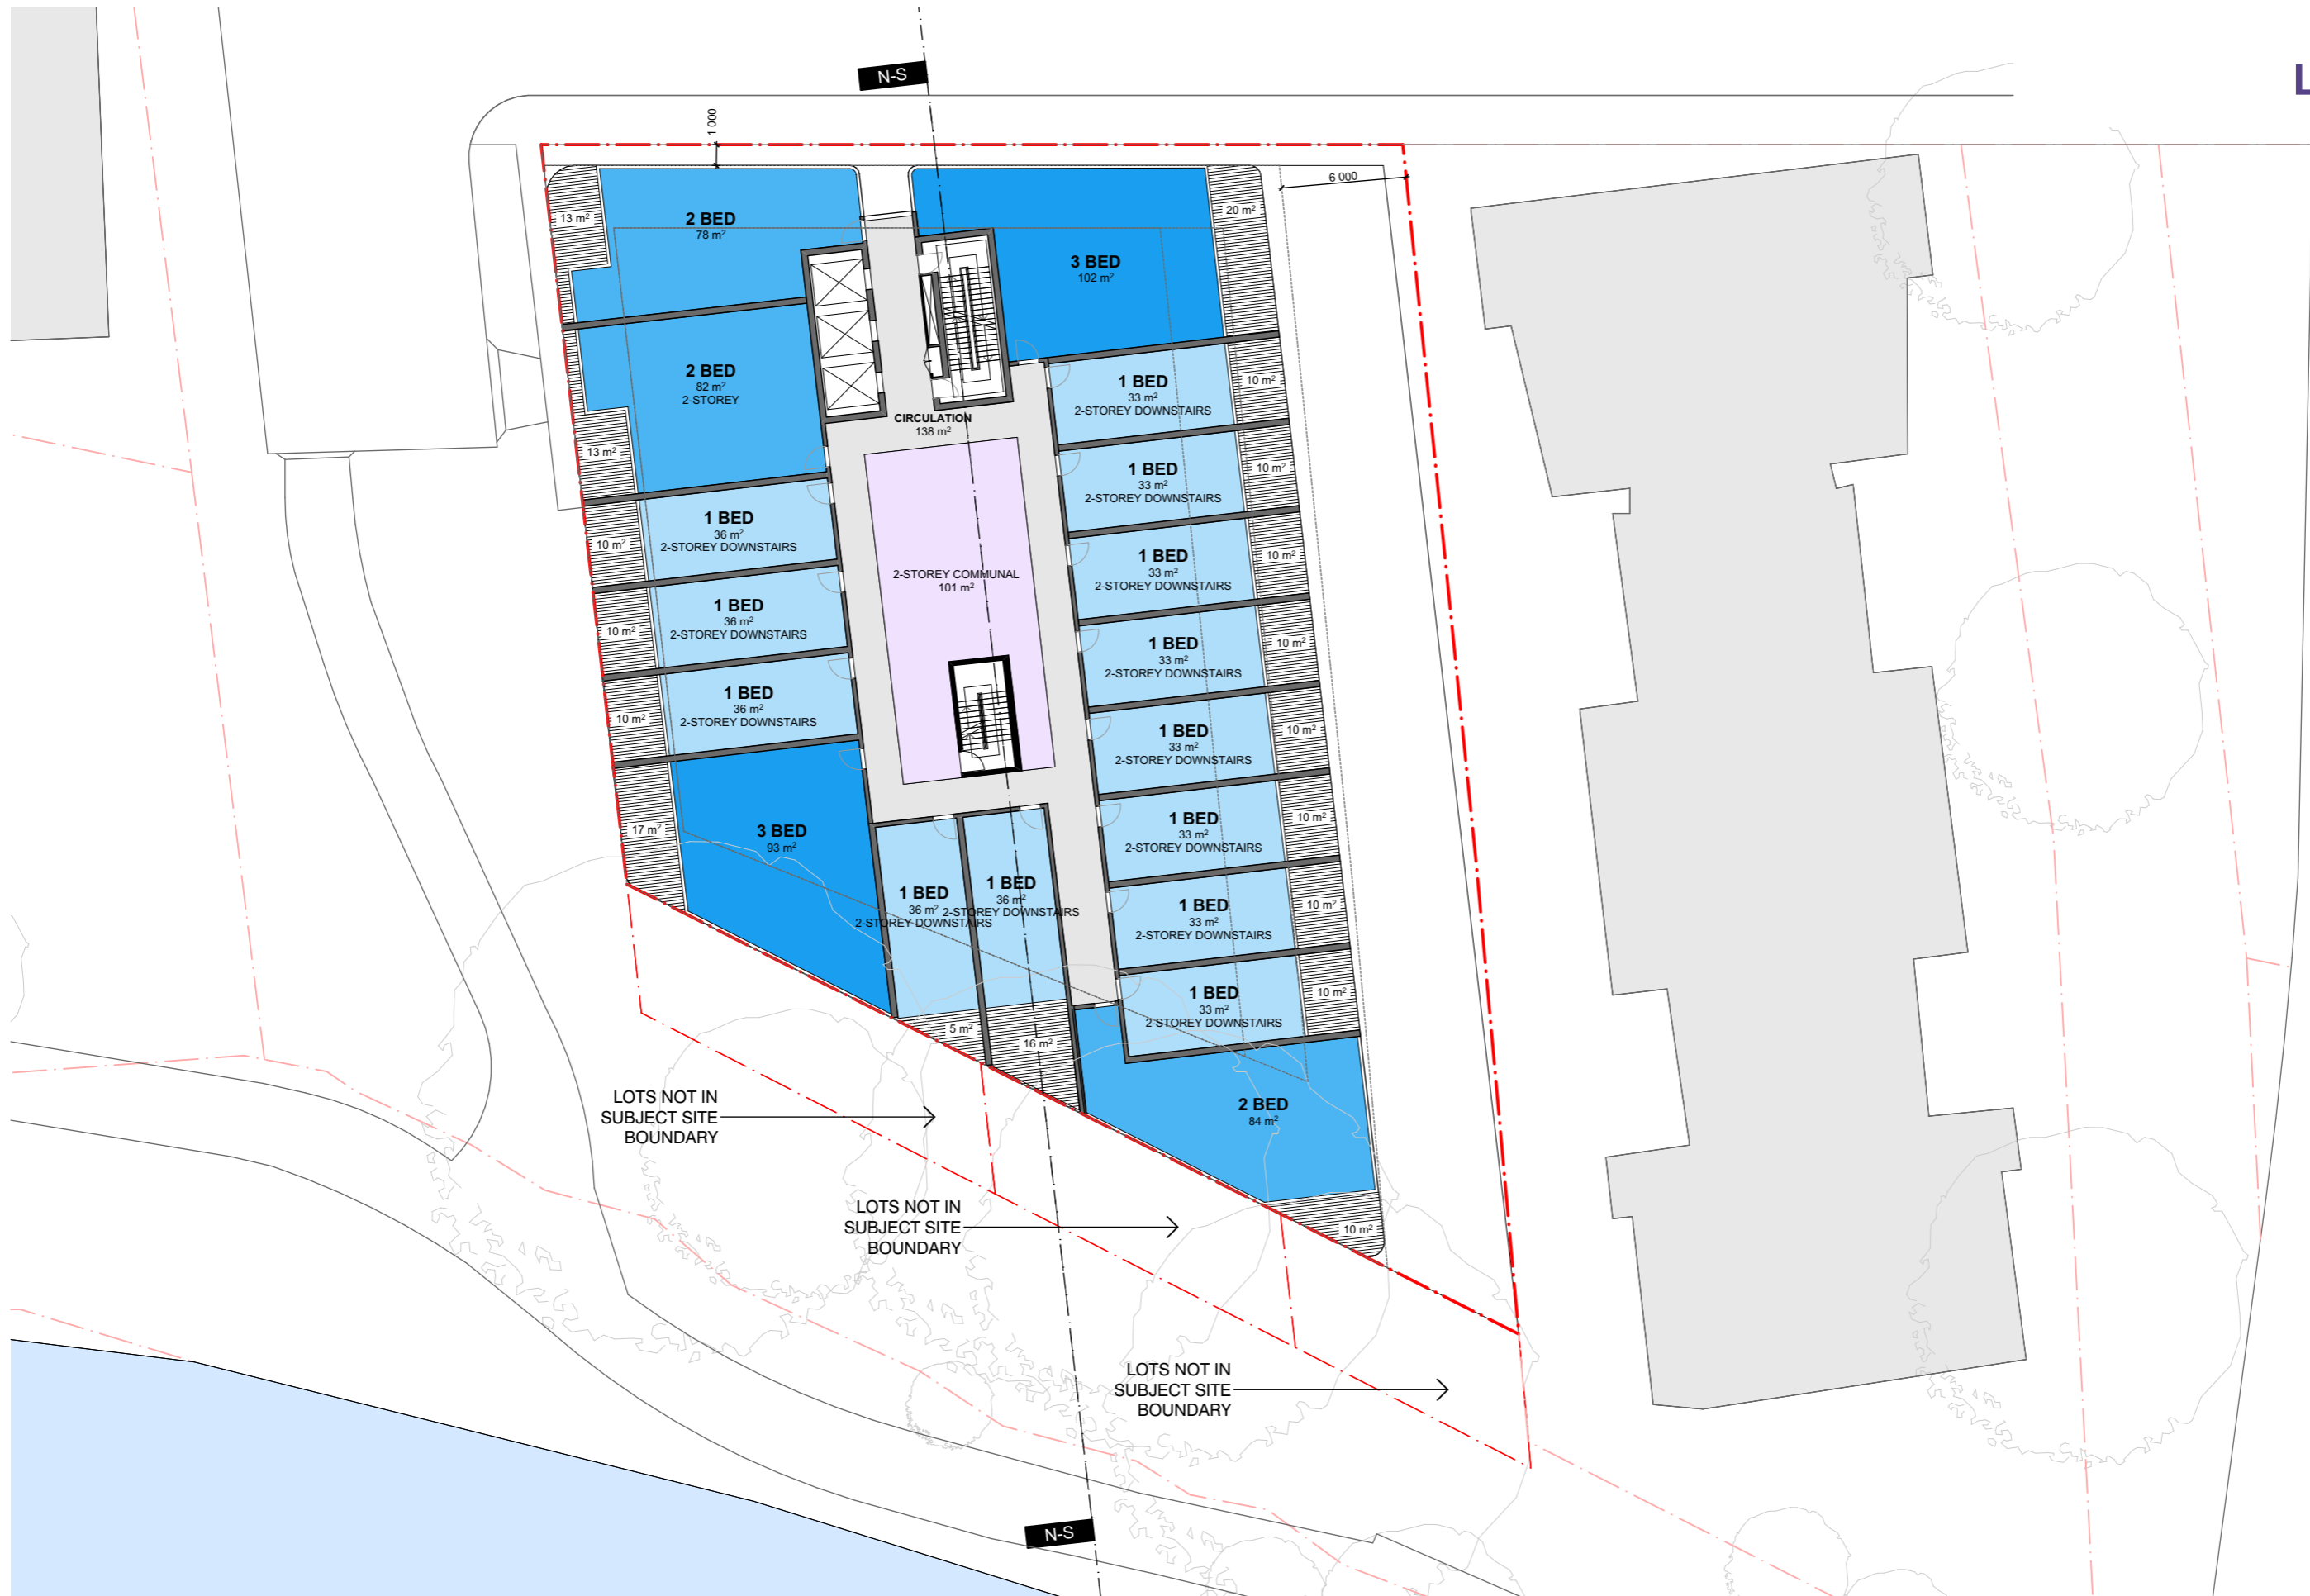 L
N-S
1 000
6 000
13 m²
2 BED
78 m²
20 m²
3 BED
102 m²
2 BED
82 m²
2-STOREY
1 BED
33 m²
2-STOREY DOWNSTAIRS
10 m²
CIRCULATION
138 m²
13 m²
1 BED
33 m²
2-STOREY DOWNSTAIRS
10 m²
1 BED
36 m²
2-STOREY DOWNSTAIRS
10 m²
2-STOREY COMMUNAL
101 m²
1 BED
33 m²
2-STOREY DOWNSTAIRS
10 m²
1 BED
36 m²
2-STOREY DOWNSTAIRS
10 m²
1 BED
33 m²
2-STOREY DOWNSTAIRS
10 m²
1 BED
36 m²
2-STOREY DOWNSTAIRS
10 m²
1 BED
33 m²
2-STOREY DOWNSTAIRS
10 m²
17 m²
3 BED
93 m²
1 BED
33 m²
2-STOREY DOWNSTAIRS
10 m²
1 BED
36 m²
2-STOREY DOWNSTAIRS
1 BED
36 m²
2-STOREY DOWNSTAIRS
1 BED
33 m²
2-STOREY DOWNSTAIRS
10 m²
5 m²
16 m²
1 BED
33 m²
2-STOREY DOWNSTAIRS
10 m²
2 BED
84 m²
10 m²
LOTS NOT IN
SUBJECT SITE
BOUNDARY
LOTS NOT IN
SUBJECT SITE
BOUNDARY
LOTS NOT IN
SUBJECT SITE
BOUNDARY
N-S